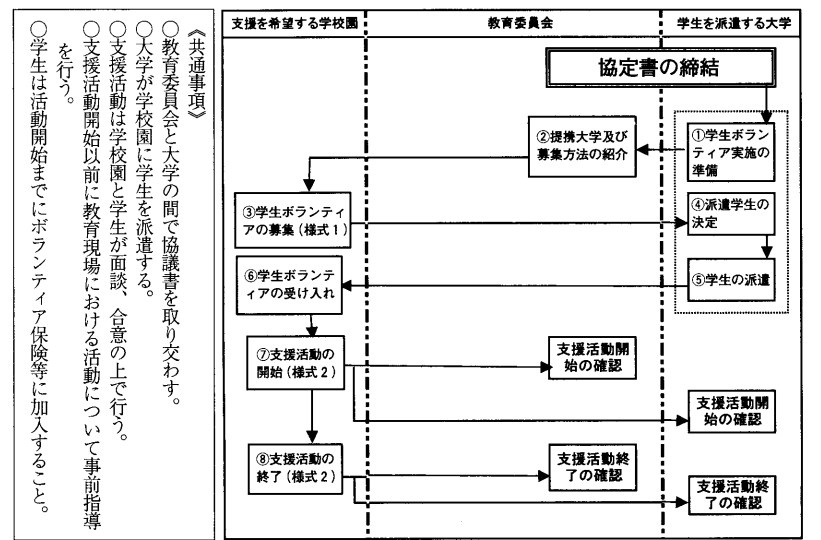 《共通事項》
○教育委員会と大学の間で協議書を取り交わす。
○大学が学校園に学生を派遣する。
○支援活動は学校園と学生が面談、合意の上で行う。
○支援活動開始以前に教育現場における活動について事前指導
を行う。
○学生は活動開始までにボランティア保険等に加入すること。
支援を希望する学校園
教育委員会
学生を派遣する大学
協定書の締結
①学生ボラン
ティア実施の
準備
②提携大学及び
募集方法の紹介
③学生ボランティ
アの募集(様式1)
④派遣学生の
決定
⑤学生の派遣
⑥学生ボランテ
ィアの受け入れ
⑦支援活動の
開始(様式2)
支援活動開
始の確認
支援活動開
始の確認
⑧支援活動の
終了(様式2)
支援活動終
了の確認
支援活動終
了の確認